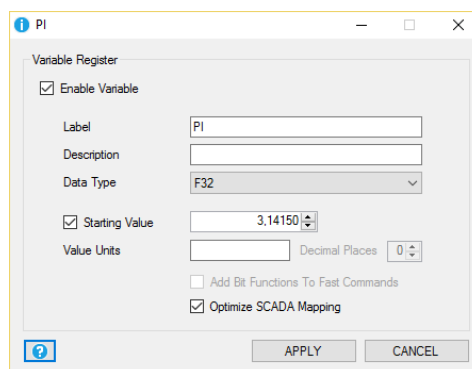 PI
Variable Register
Enable Variable
Label PI
Description
Data Type F32
Starting Value 3,14150
Value Units Decimal Places 0
Add Bit Functions To Fast Commands
Optimize SCADA Mapping
? APPLY CANCEL